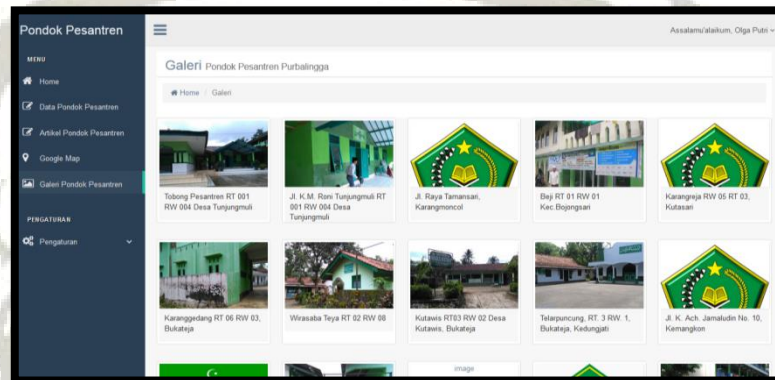 Pondok Pesantren
Assalamu'alaikum, Olga Putri
MENU
Home
Data Pondok Pesantren
Artikel Pondok Pesantren
Google Map
Galeri Pondok Pesantren
PENGATURAN
Pengaturan
Galeri Pondok Pesantren Purbalingga
Home / Galeri
Tobong Pesantren RT 001
RW 004 Desa Tunjungmuli
Jl. K.M. Roni Tunjungmuli RT
001 RW 004 Desa
Tunjungmuli
Jl. Raya Tamansari,
Karangmoncol
Beji RT 01 RW 01
Kec.Bojongsari
Karangreja RW 05 RT 03,
Kutasari
Karanggedang RT 06 RW 03,
Bukateja
Wirasaba Teya RT 02 RW 08
Kutawis RT03 RW 02 Desa
Kutawis, Bukateja
Telarpuncung, RT. 3 RW. 1,
Bukateja, Kedungjati
Jl. K. Ach. Jamaludin No. 10,
Kemangkon
image